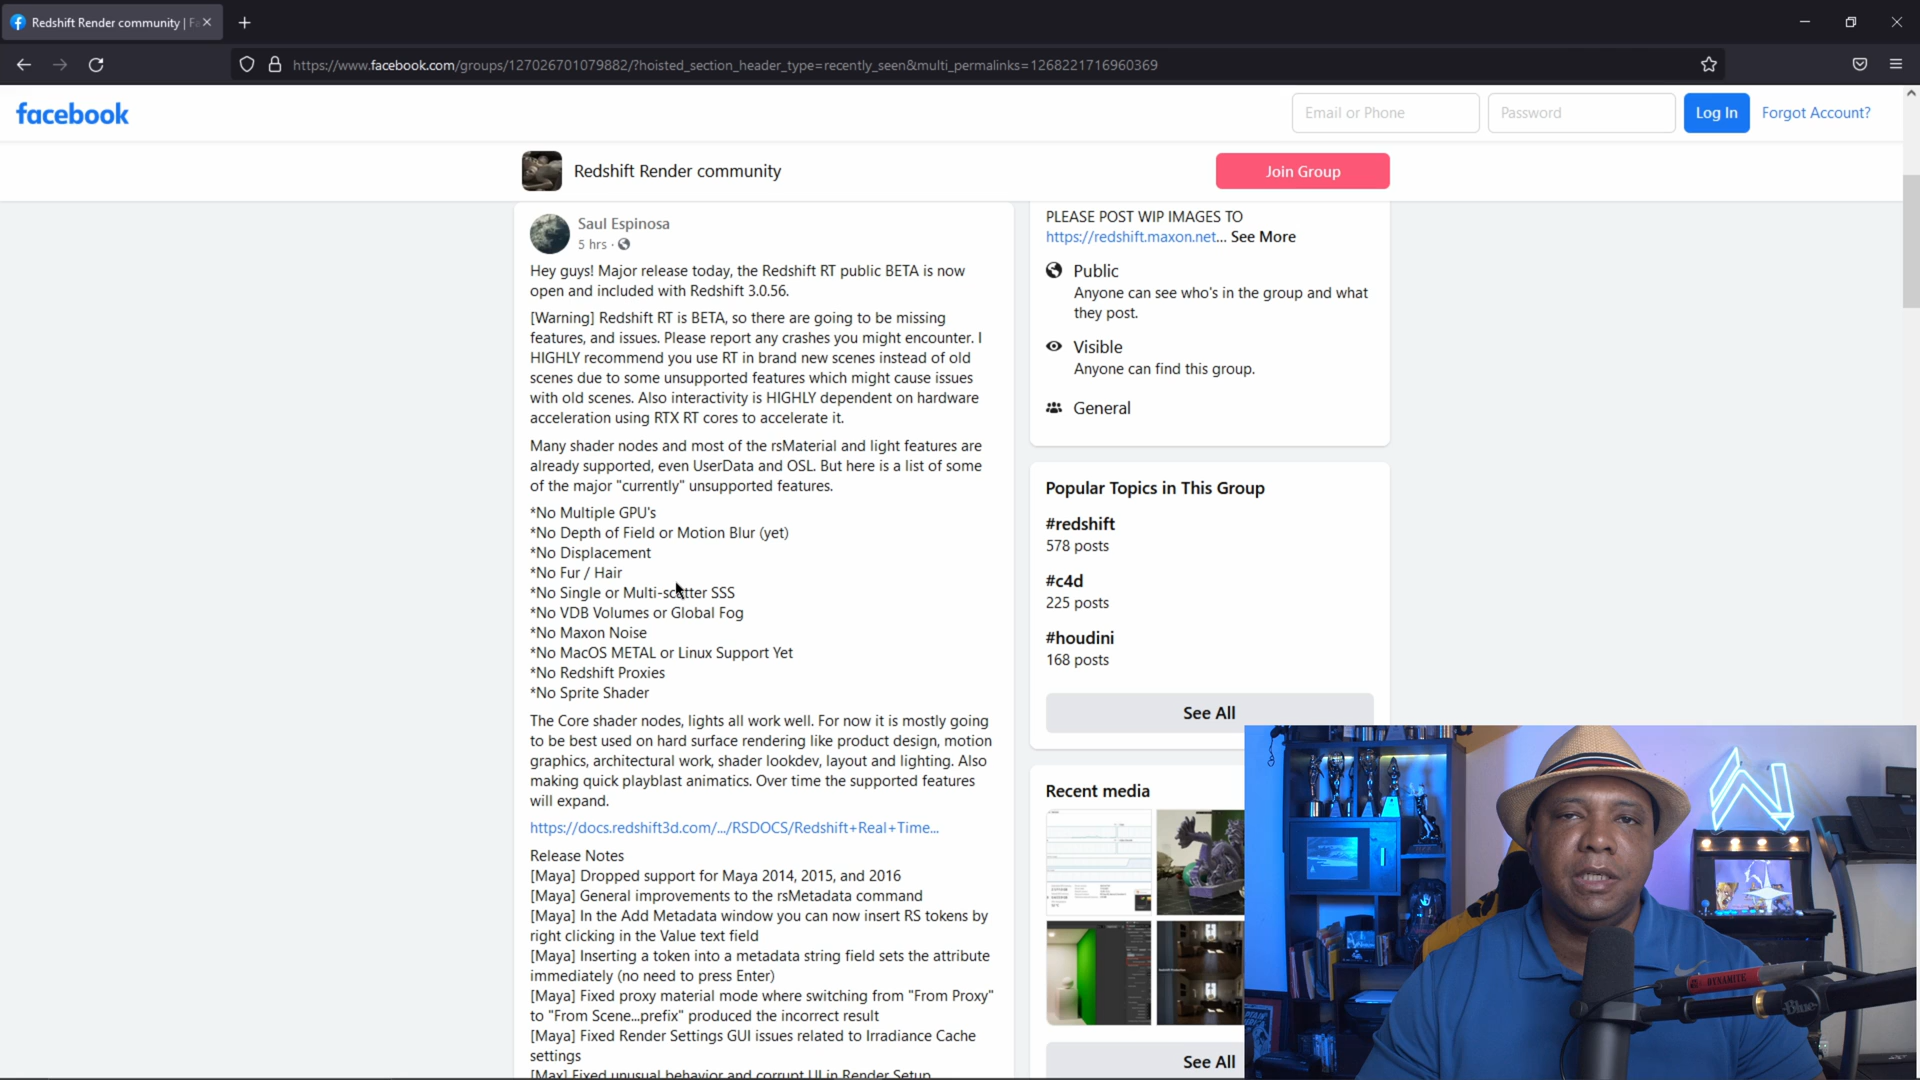 Redshift Render community | F
https://www.facebook.com/groups/127026701079882/?hoisted_section_header_type=recently_seen&multi_permalinks=1268221716960369
facebook
Email or Phone
Password
Log In
Forgot Account?
Redshift Render community
Join Group
Saul Espinosa
5 hrs ·
Hey guys! Major release today, the Redshift RT public BETA is now
open and included with Redshift 3.0.56.
[Warning] Redshift RT is BETA, so there are going to be missing
features, and issues. Please report any crashes you might encounter. I
HIGHLY recommend you use RT in brand new scenes instead of old
scenes due to some unsupported features which might cause issues
with old scenes. Also interactivity is HIGHLY dependent on hardware
acceleration using RTX RT cores to accelerate it.
Many shader nodes and most of the rsMaterial and light features are
already supported, even UserData and OSL. But here is a list of some
of the major "currently" unsupported features.
*No Multiple GPU's
*No Depth of Field or Motion Blur (yet)
*No Displacement
*No Fur / Hair
*No Single or Multi-scatter SSS
*No VDB Volumes or Global Fog
*No Maxon Noise
*No MacOS METAL or Linux Support Yet
*No Redshift Proxies
*No Sprite Shader
The Core shader nodes, lights all work well. For now it is mostly going
to be best used on hard surface rendering like product design, motion
graphics, architectural work, shader lookdev, layout and lighting. Also
making quick playblast animatics. Over time the supported features
will expand.
https://docs.redshift3d.com/.../RSDOCS/Redshift+Real+Time...
Release Notes
[Maya] Dropped support for Maya 2014, 2015, and 2016
[Maya] General improvements to the rsMetadata command
[Maya] In the Add Metadata window you can now insert RS tokens by
right clicking in the Value text field
[Maya] Inserting a token into a metadata string field sets the attribute
immediately (no need to press Enter)
[Maya] Fixed proxy material mode where switching from "From Proxy"
to "From Scene...prefix" produced the incorrect result
[Maya] Fixed Render Settings GUI issues related to Irradiance Cache
settings
[Max] Fixed unusual behavior and corrupt UI in Render Setup
PLEASE POST WIP IMAGES TO
https://redshift.maxon.net... See More
Public
Anyone can see who's in the group and what
they post.
Visible
Anyone can find this group.
General
Popular Topics in This Group
#redshift
578 posts
#c4d
225 posts
#houdini
168 posts
See All
Recent media
See All
DYNAMITE
Blue